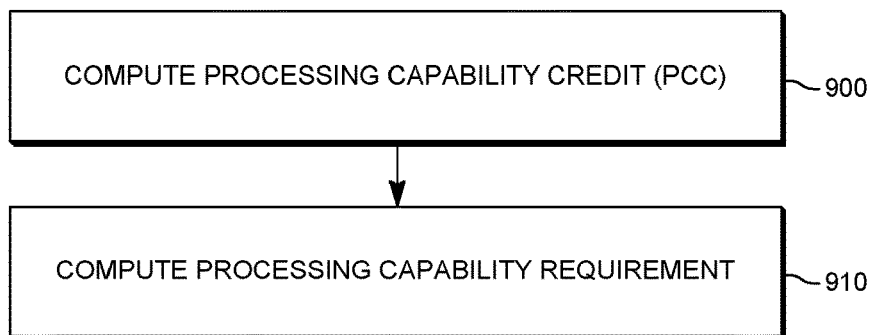 COMPUTE PROCESSING CAPABILITY CREDIT (PCC)
900
COMPUTE PROCESSING CAPABILITY REQUIREMENT
910